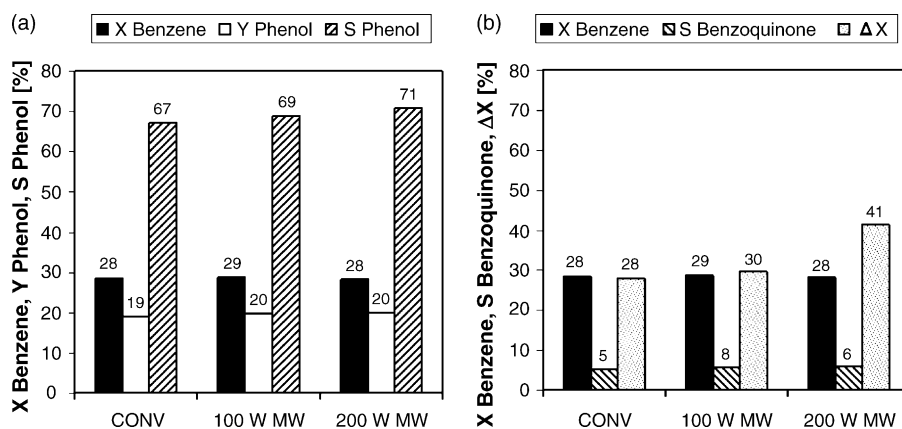 (a)
X Benzene Y Phenol S Phenol
X Benzene, Y Phenol, S Phenol [%]
80
70
60
50
40
30
20
10
0
28 19 67
29 20 69
28 20 71
CONV 100 W MW 200 W MW
(b)
X Benzene S Benzoquinone ΔX
X Benzene, S Benzoquinone, ΔX [%]
80
70
60
50
40
30
20
10
0
28 5 28
29 8 30
28 6 41
CONV 100 W MW 200 W MW